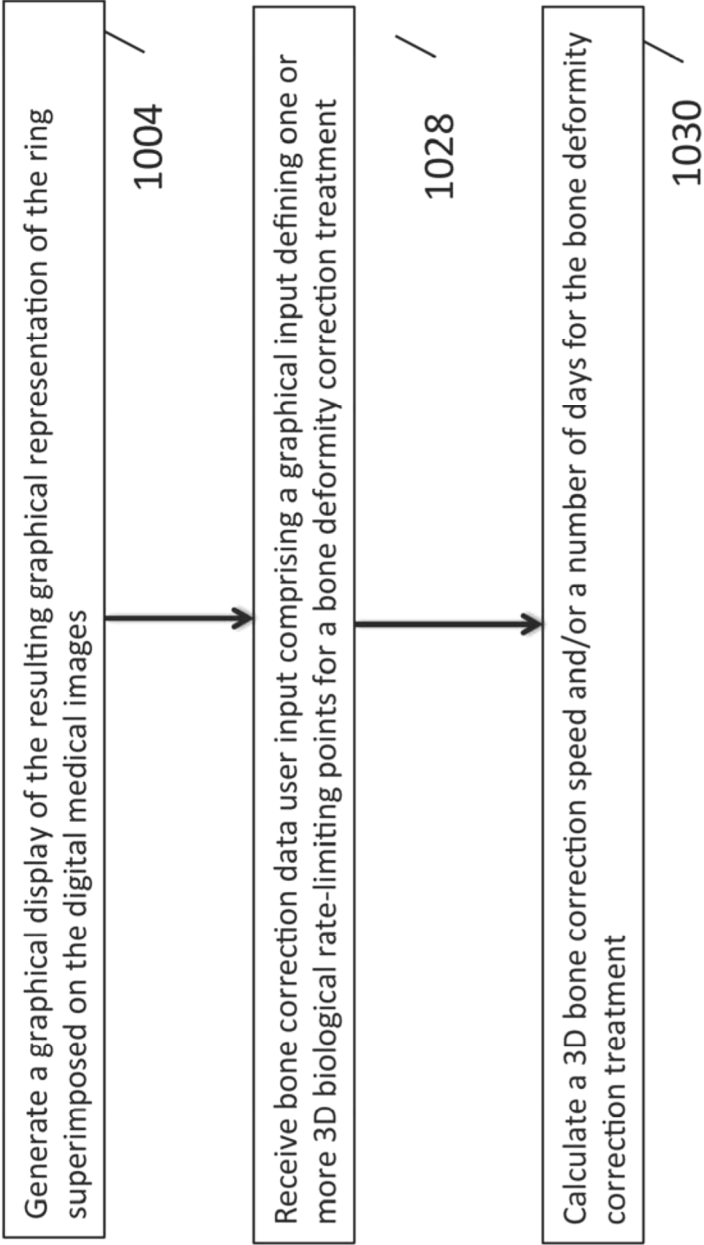 Generate a graphical display of the resulting graphical representation of the ring
superimposed on the digital medical images
1004
Receive bone correction data user input comprising a graphical input defining one or
more 3D biological rate-limiting points for a bone deformity correction treatment
1028
Calculate a 3D bone correction speed and/or a number of days for the bone deformity
correction treatment
1030